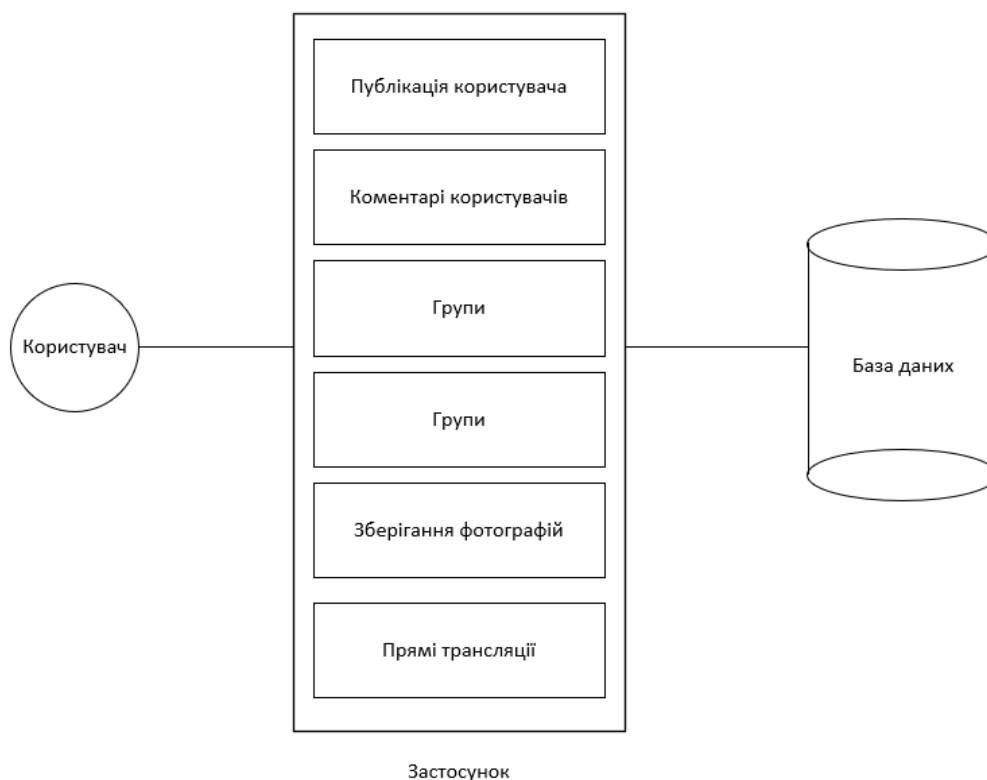 Публікація користувача
Коментарі користувачів
Групи
Користувач
База даних
Групи
Зберігання фотографій
Прямі трансляції
Застосунок